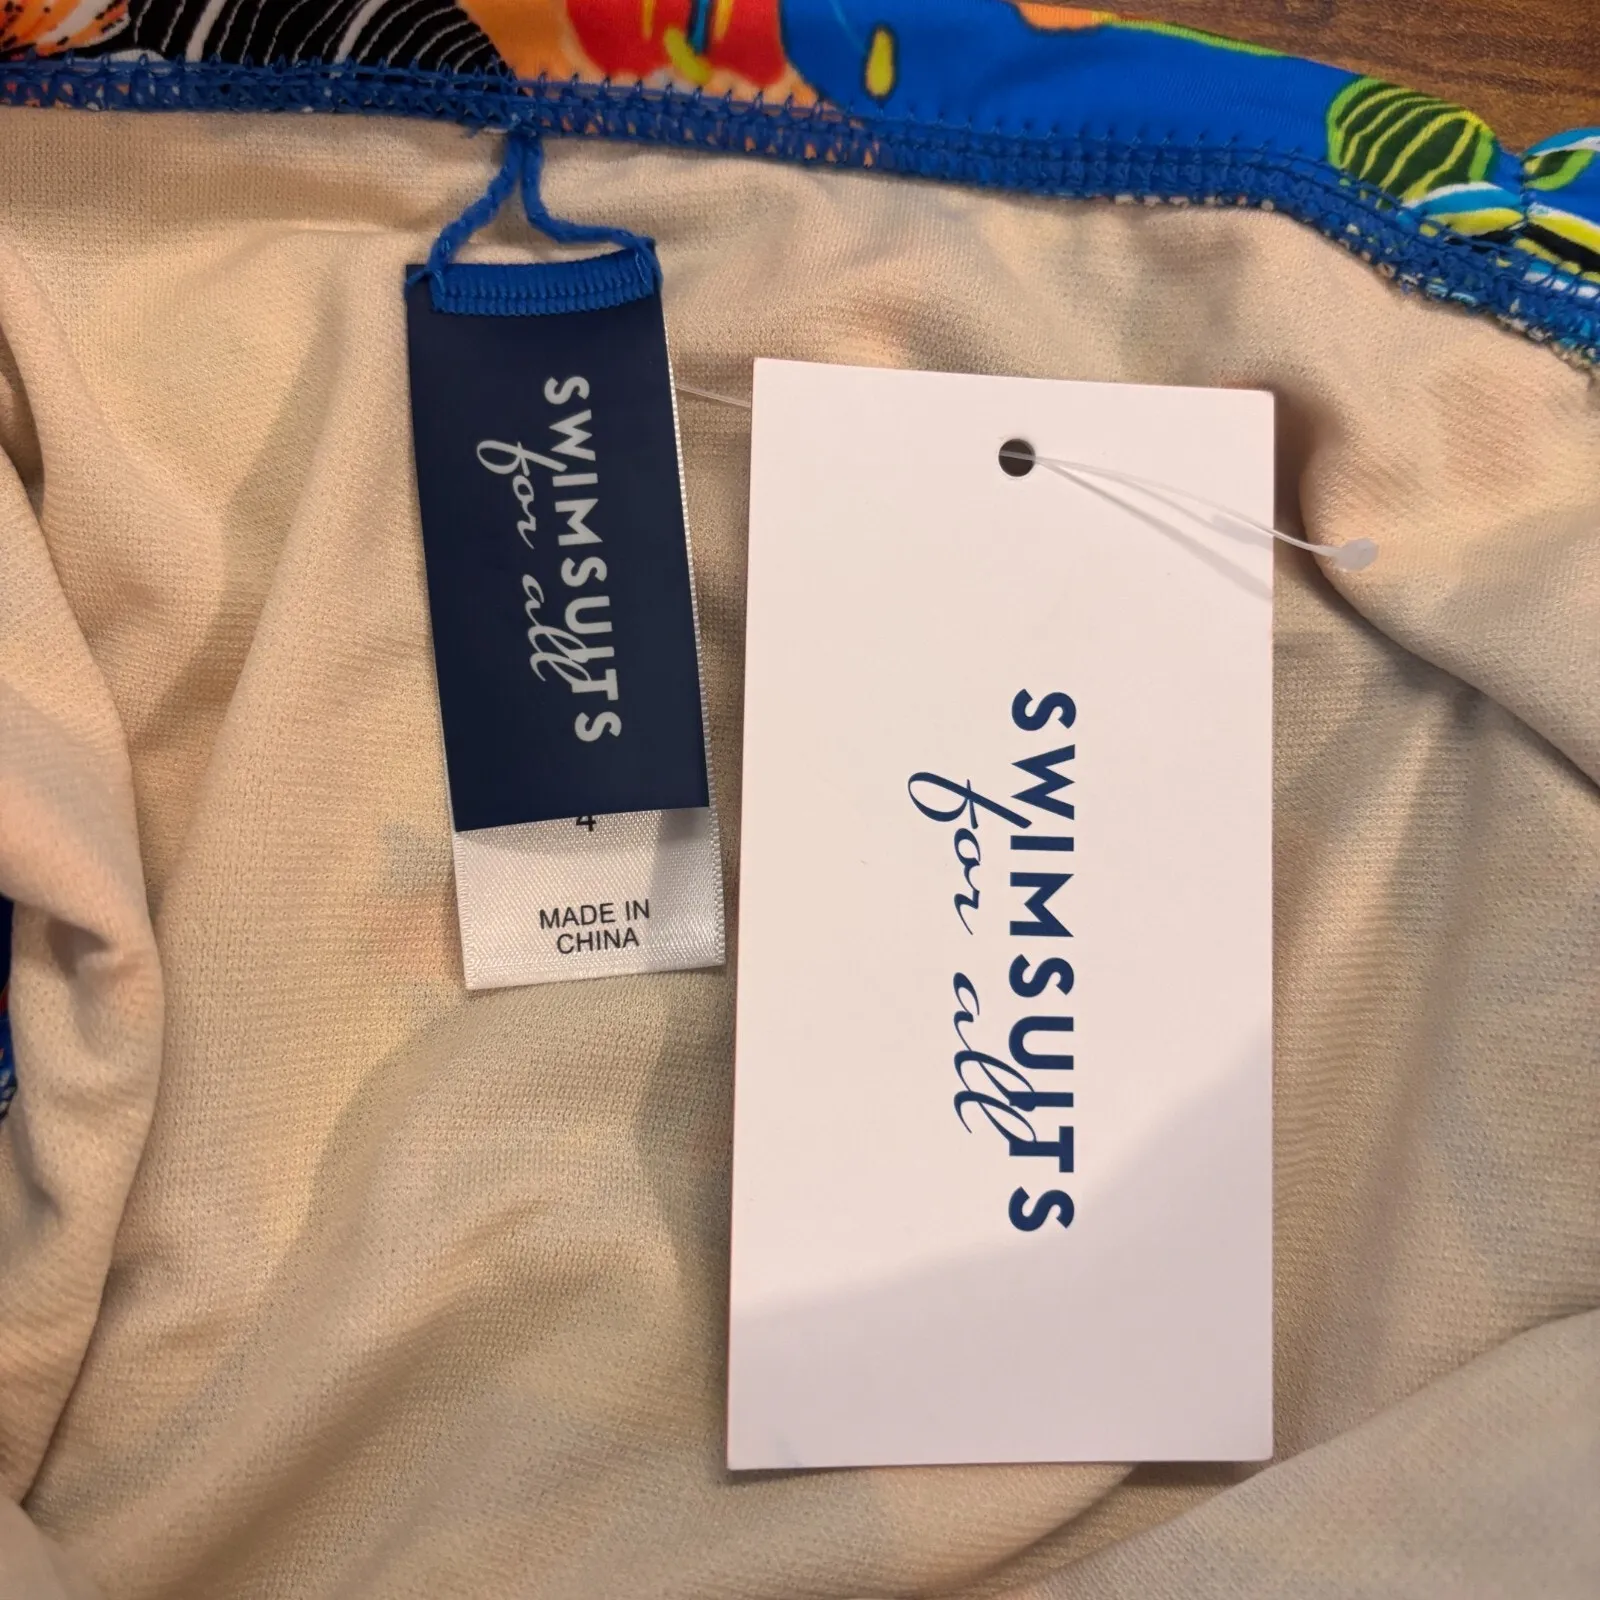 SWIMSUITS
for all
4
MADE IN
CHINA
SWIMSUITS
for all